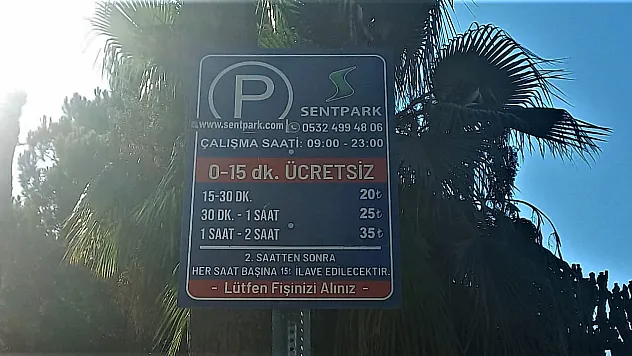 P
SENTPARK
www.sentpark.com 0532 499 48 06
ÇALIŞMA SAATİ: 09:00 - 23:00
0-15 dk. ÜCRETSİZ
15-30 DK. 20₺
30 DK. - 1 SAAT 25₺
1 SAAT - 2 SAAT 35₺
2. SAATTEN SONRA
HER SAAT BAŞINA 15₺ İLAVE EDİLECEKTİR.
- Lütfen Fişinizi Alınız -